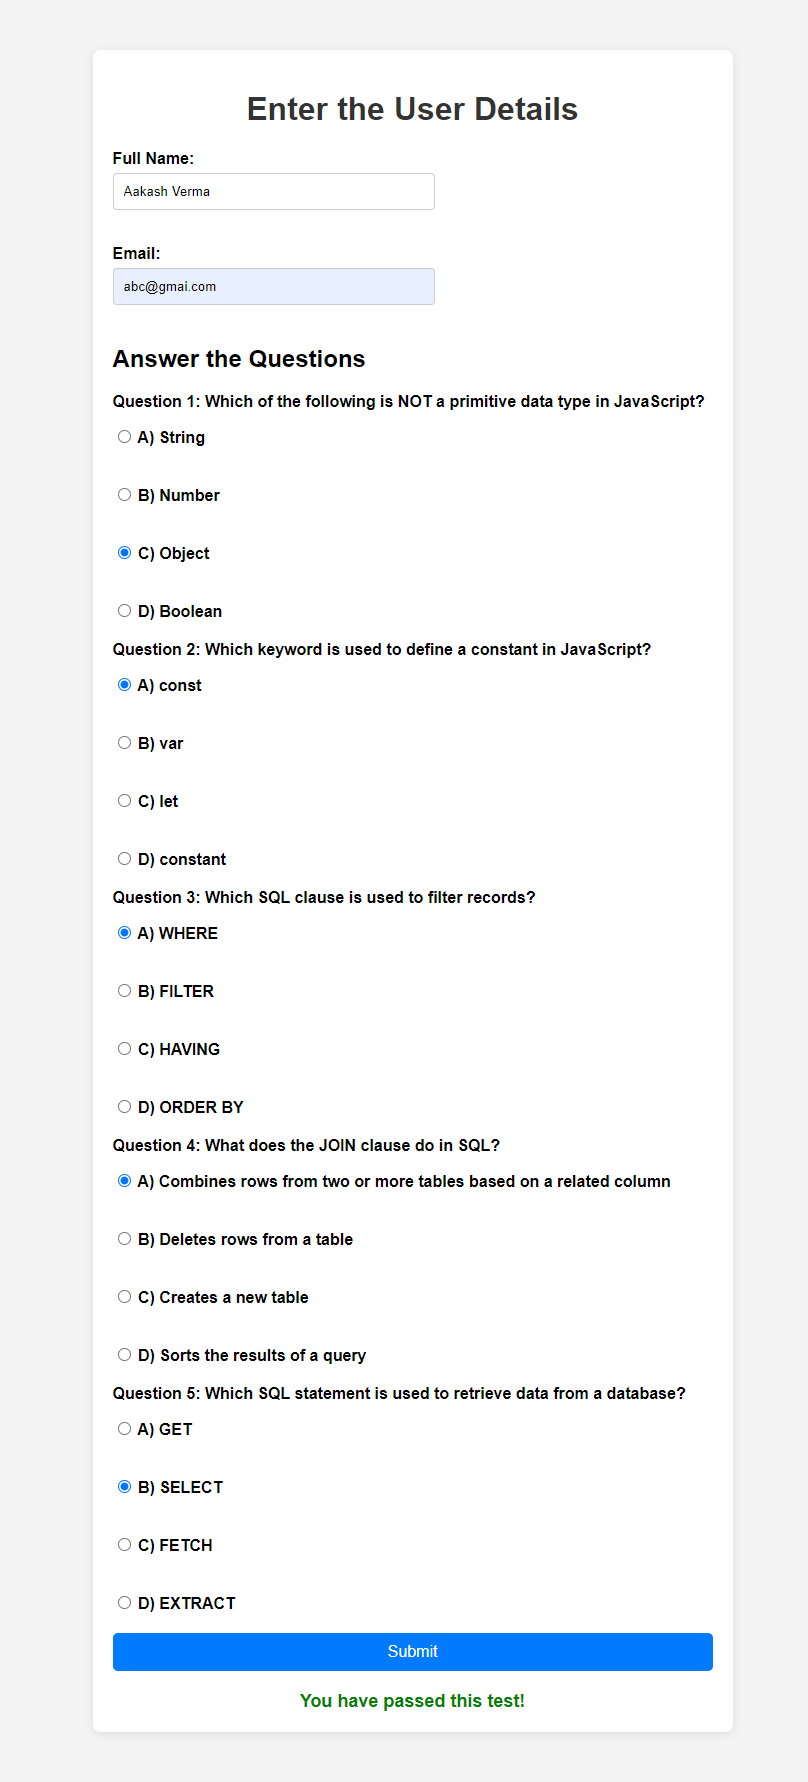 Enter the User Details
Full Name:
Aakash Verma
Email:
abc@gmai.com
Answer the Questions
Question 1: Which of the following is NOT a primitive data type in JavaScript?
A) String
B) Number
C) Object
D) Boolean
Question 2: Which keyword is used to define a constant in JavaScript?
A) const
B) var
C) let
D) constant
Question 3: Which SQL clause is used to filter records?
A) WHERE
B) FILTER
C) HAVING
D) ORDER BY
Question 4: What does the JOIN clause do in SQL?
A) Combines rows from two or more tables based on a related column
B) Deletes rows from a table
C) Creates a new table
D) Sorts the results of a query
Question 5: Which SQL statement is used to retrieve data from a database?
A) GET
B) SELECT
C) FETCH
D) EXTRACT
Submit
You have passed this test!